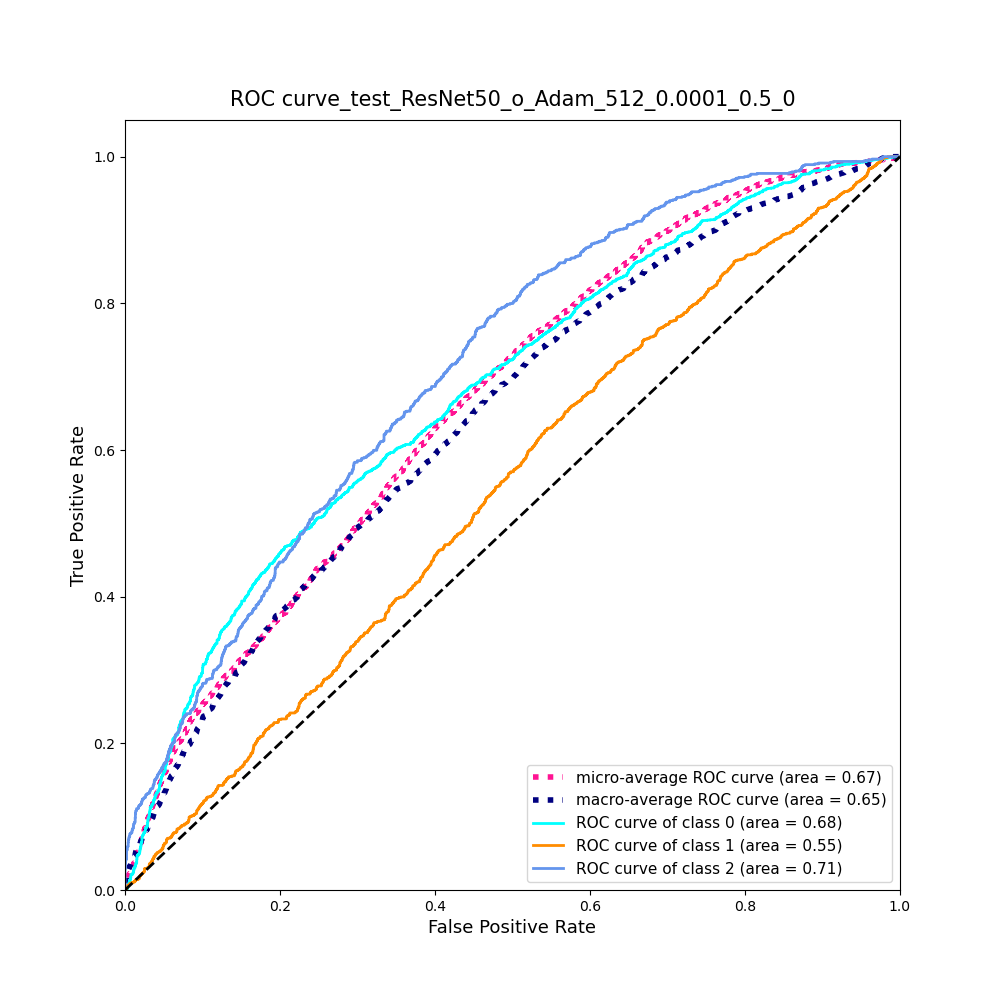 ROC curve_test_ResNet50_o_Adam_512_0.0001_0.5_0
1.0
0.8
0.6
0.4
0.2
0.0
True Positive Rate
micro-average ROC curve (area = 0.67)
macro-average ROC curve (area = 0.65)
ROC curve of class 0 (area = 0.68)
ROC curve of class 1 (area = 0.55)
ROC curve of class 2 (area = 0.71)
0.0 0.2 0.4 0.6 0.8 1.0
False Positive Rate